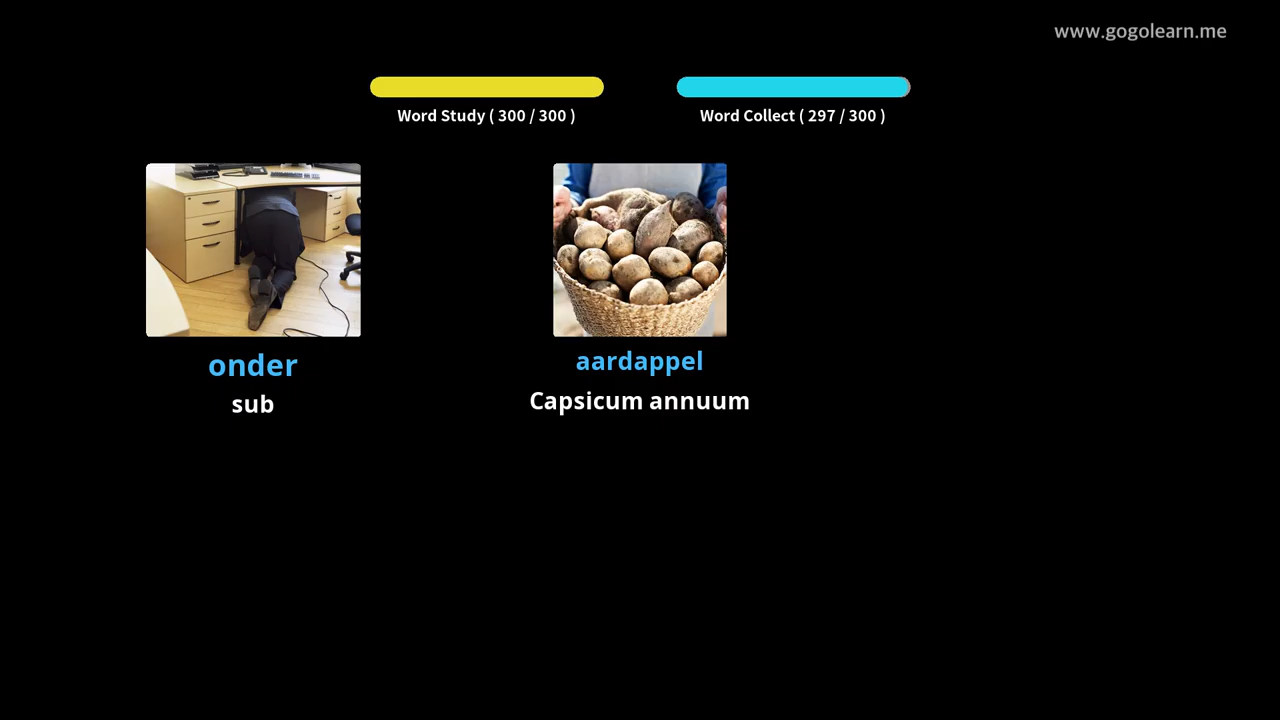 www.gogolearn.me
Word Study ( 300 / 300 )
Word Collect ( 297 / 300 )
onder
sub
aardappel
Capsicum annuum